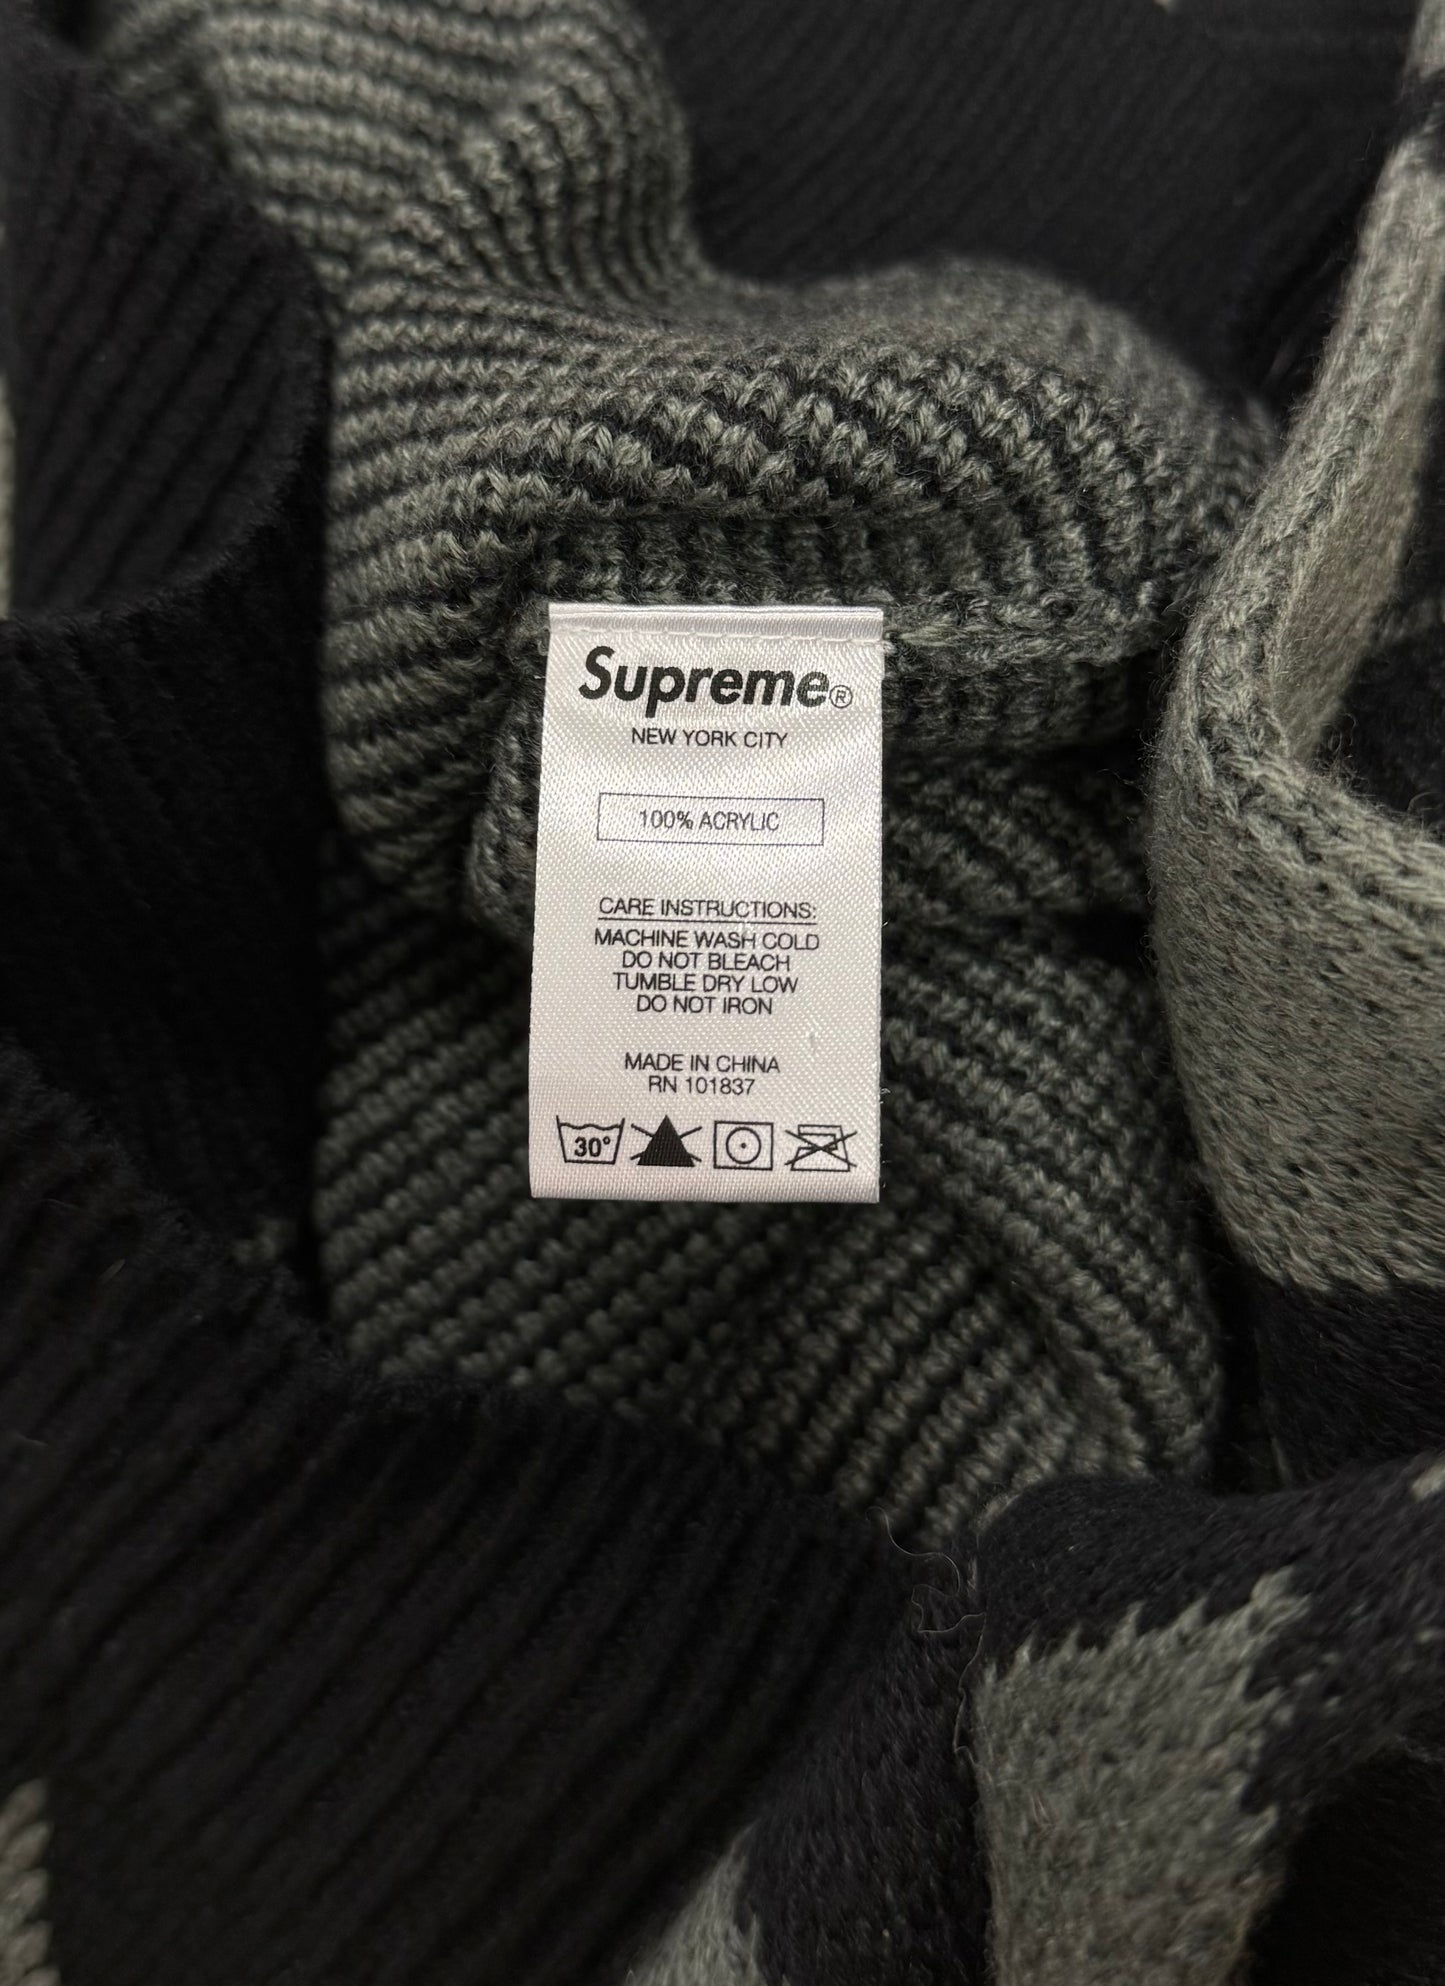 Supreme®
NEW YORK CITY
100% ACRYLIC
CARE INSTRUCTIONS:
MACHINE WASH COLD
DO NOT BLEACH
TUMBLE DRY LOW
DO NOT IRON
MADE IN CHINA
RN 101837
30°